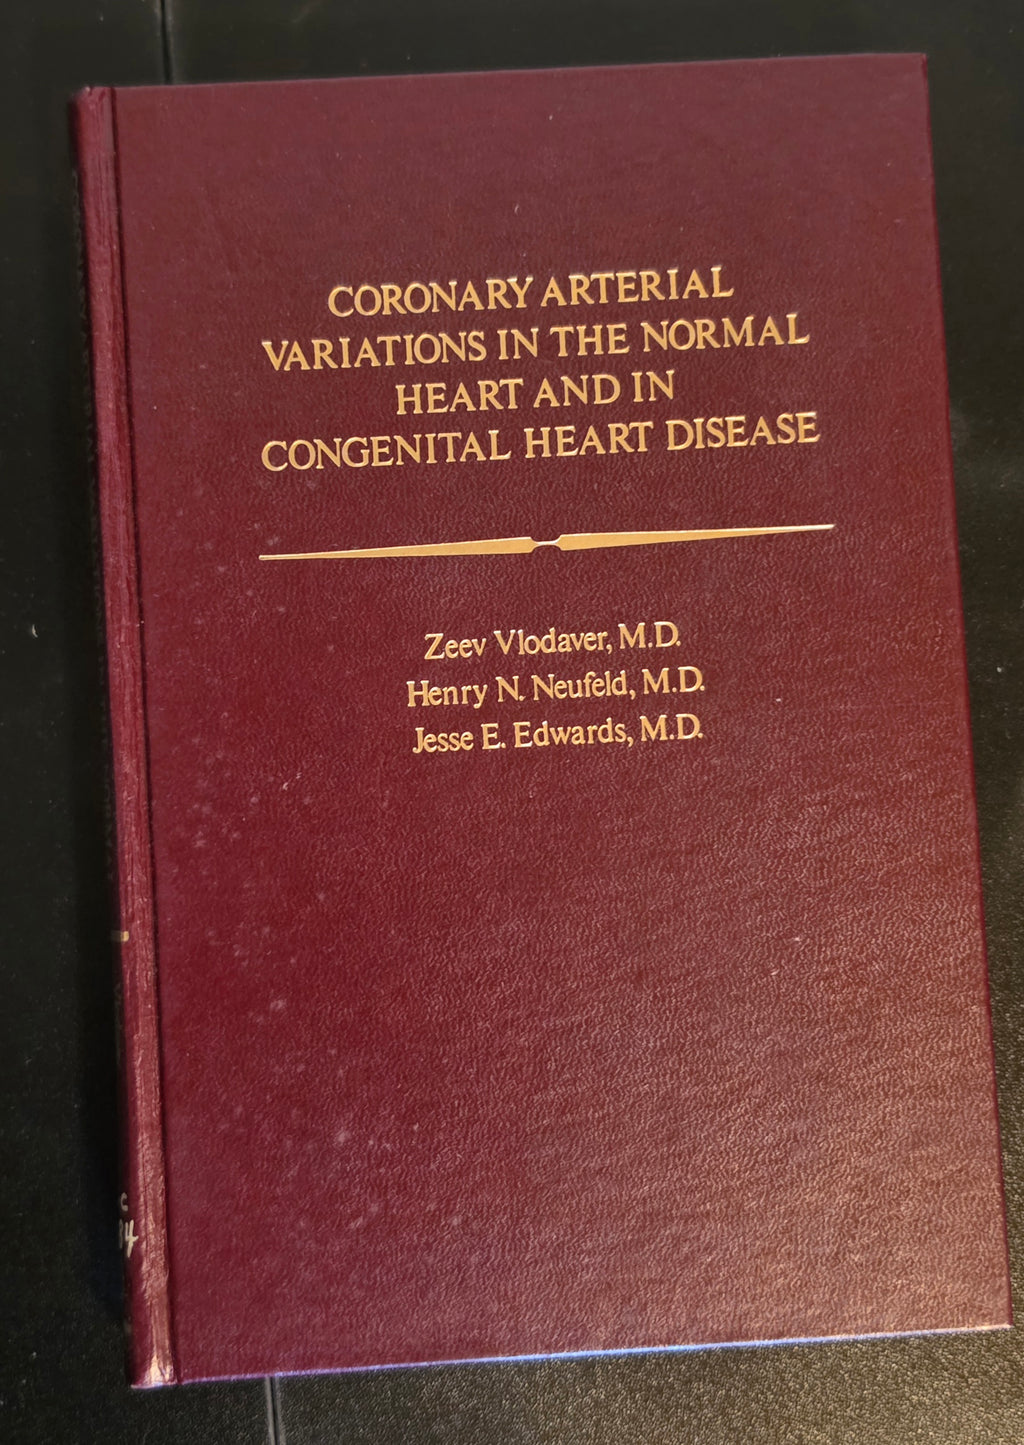 CORONARY ARTERIAL
VARIATIONS IN THE NORMAL
HEART AND IN
CONGENITAL HEART DISEASE
Zeev Vlodaver, M.D.
Henry N. Neufeld, M.D.
Jesse E. Edwards, M.D.
C